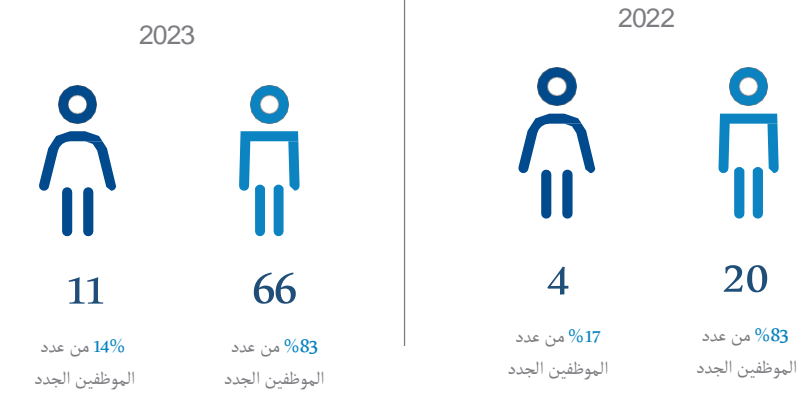 2022
20
%83 من عدد
الموظفين الجدد
4
%17 من عدد
الموظفين الجدد
2023
66
%83 من عدد
الموظفين الجدد
11
14% من عدد
الموظفين الجدد